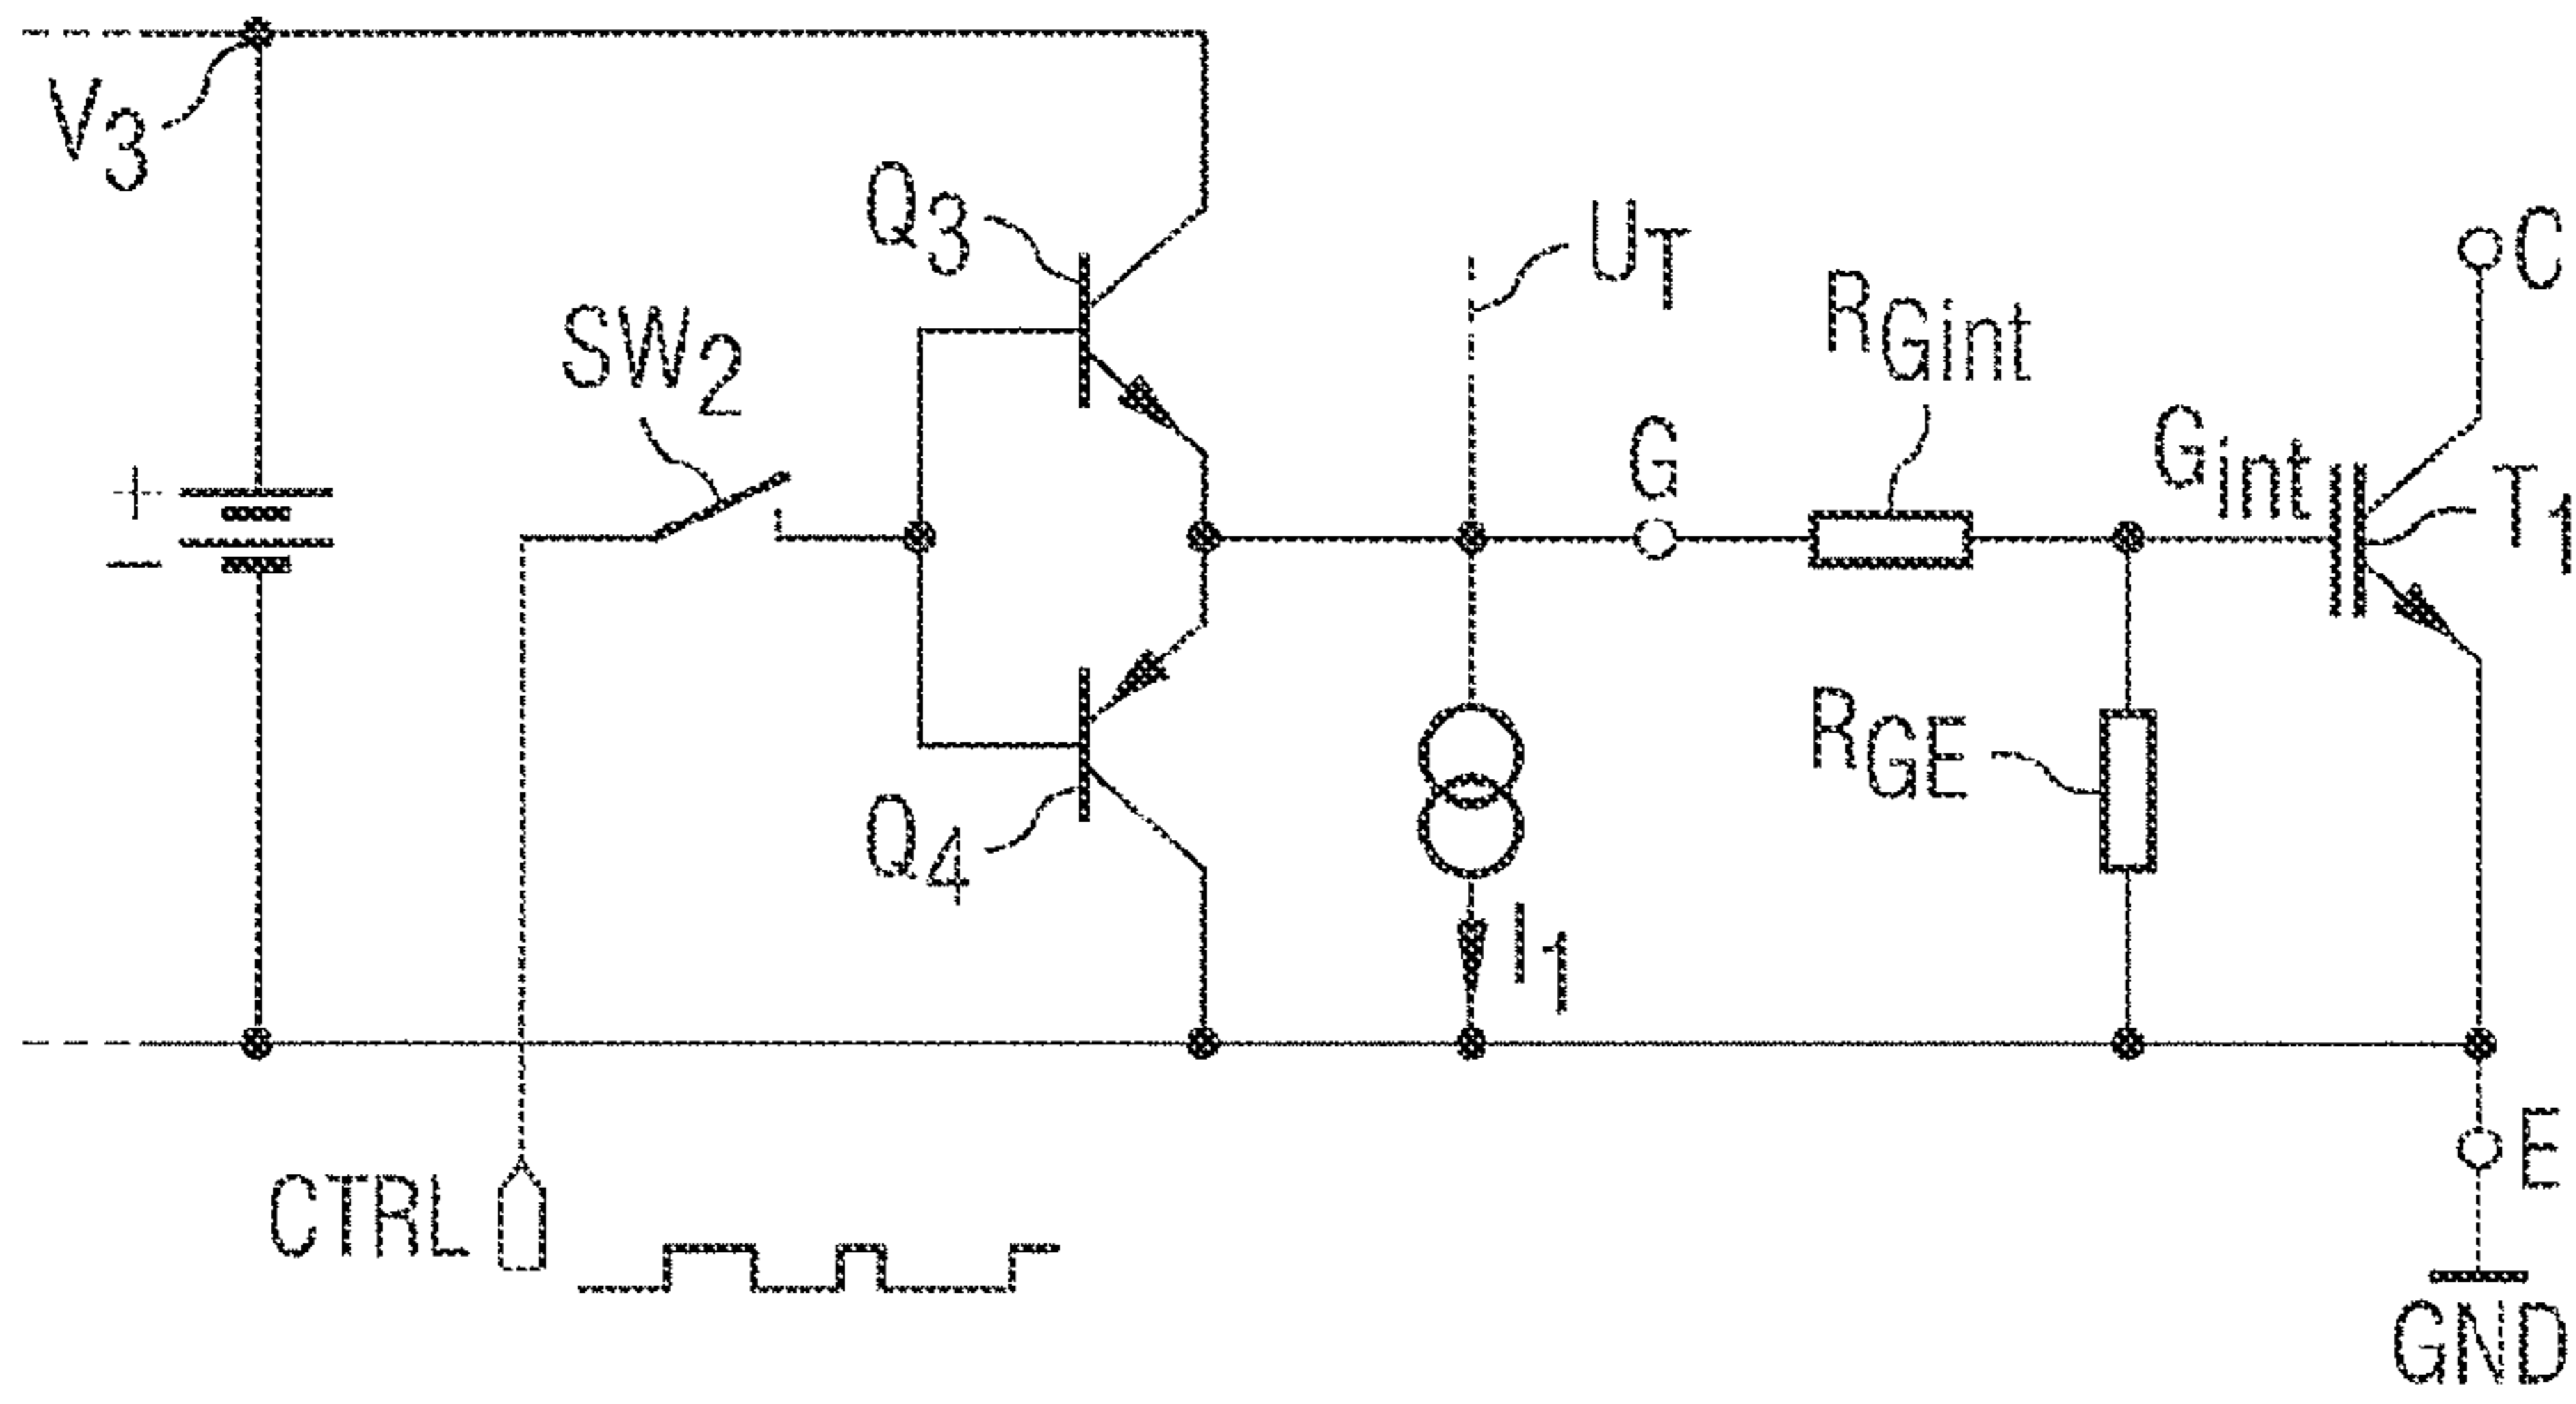 V3
Q3
UT
RGint
C
SW2
G
Gint
T1
+
−
RGE
Q4
I1
CTRL
E
GND